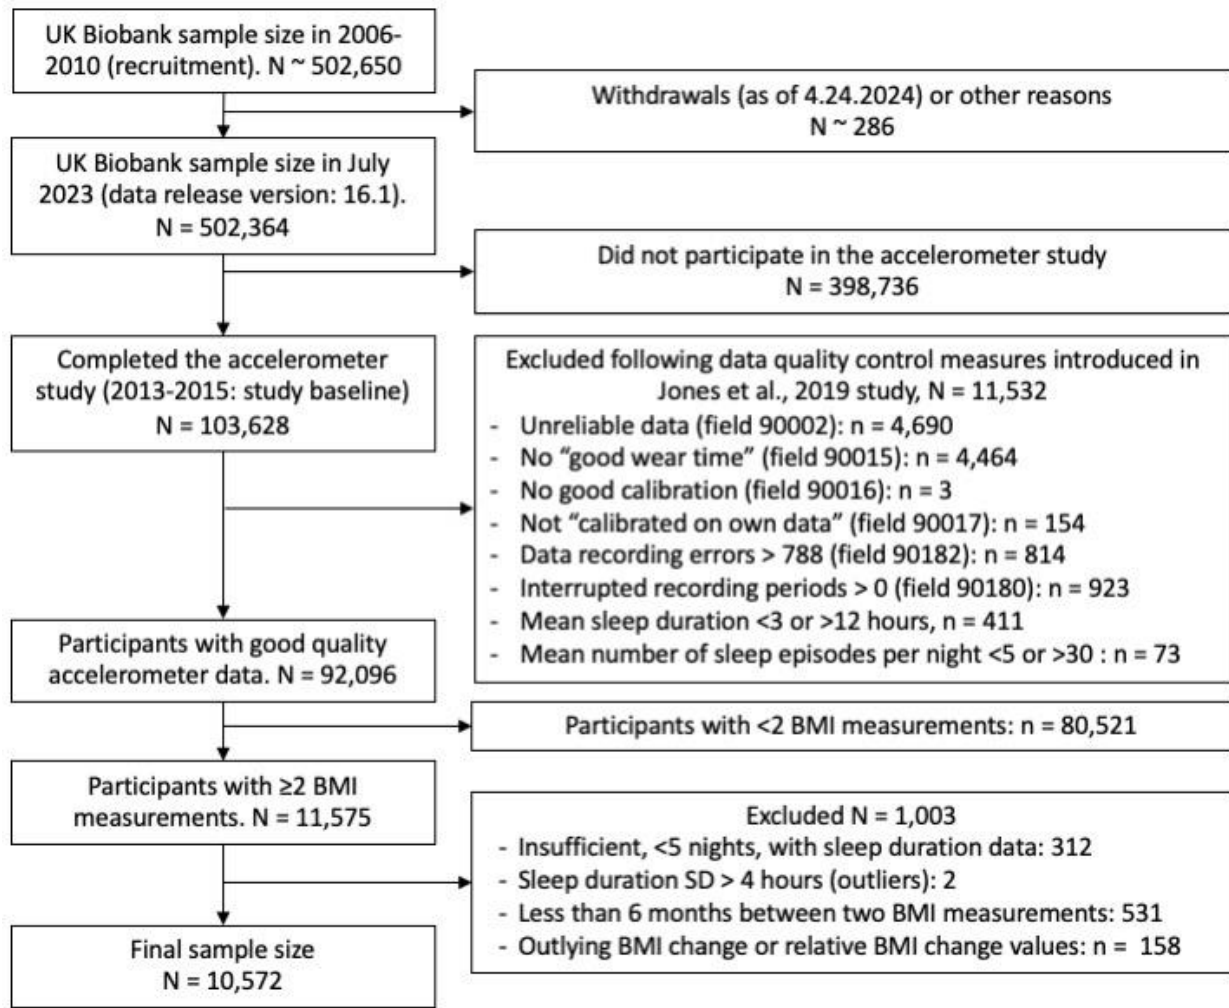 UK Biobank sample size in 2006-
2010 (recruitment). N ~ 502,650
Withdrawals (as of 4.24.2024) or other reasons
N ~ 286
UK Biobank sample size in July
2023 (data release version: 16.1).
N = 502,364
Did not participate in the accelerometer study
N = 398,736
Completed the accelerometer
study (2013-2015: study baseline)
N = 103,628
Excluded following data quality control measures introduced in
Jones et al., 2019 study, N = 11,532
- Unreliable data (field 90002): n = 4,690
- No “good wear time” (field 90015): n = 4,464
- No good calibration (field 90016): n = 3
- Not “calibrated on own data” (field 90017): n = 154
- Data recording errors > 788 (field 90182): n = 814
- Interrupted recording periods > 0 (field 90180): n = 923
- Mean sleep duration <3 or >12 hours, n = 411
- Mean number of sleep episodes per night <5 or >30 : n = 73
Participants with good quality
accelerometer data. N = 92,096
Participants with <2 BMI measurements: n = 80,521
Participants with ≥2 BMI
measurements. N = 11,575
Excluded N = 1,003
- Insufficient, <5 nights, with sleep duration data: 312
- Sleep duration SD > 4 hours (outliers): 2
- Less than 6 months between two BMI measurements: 531
- Outlying BMI change or relative BMI change values: n = 158
Final sample size
N = 10,572